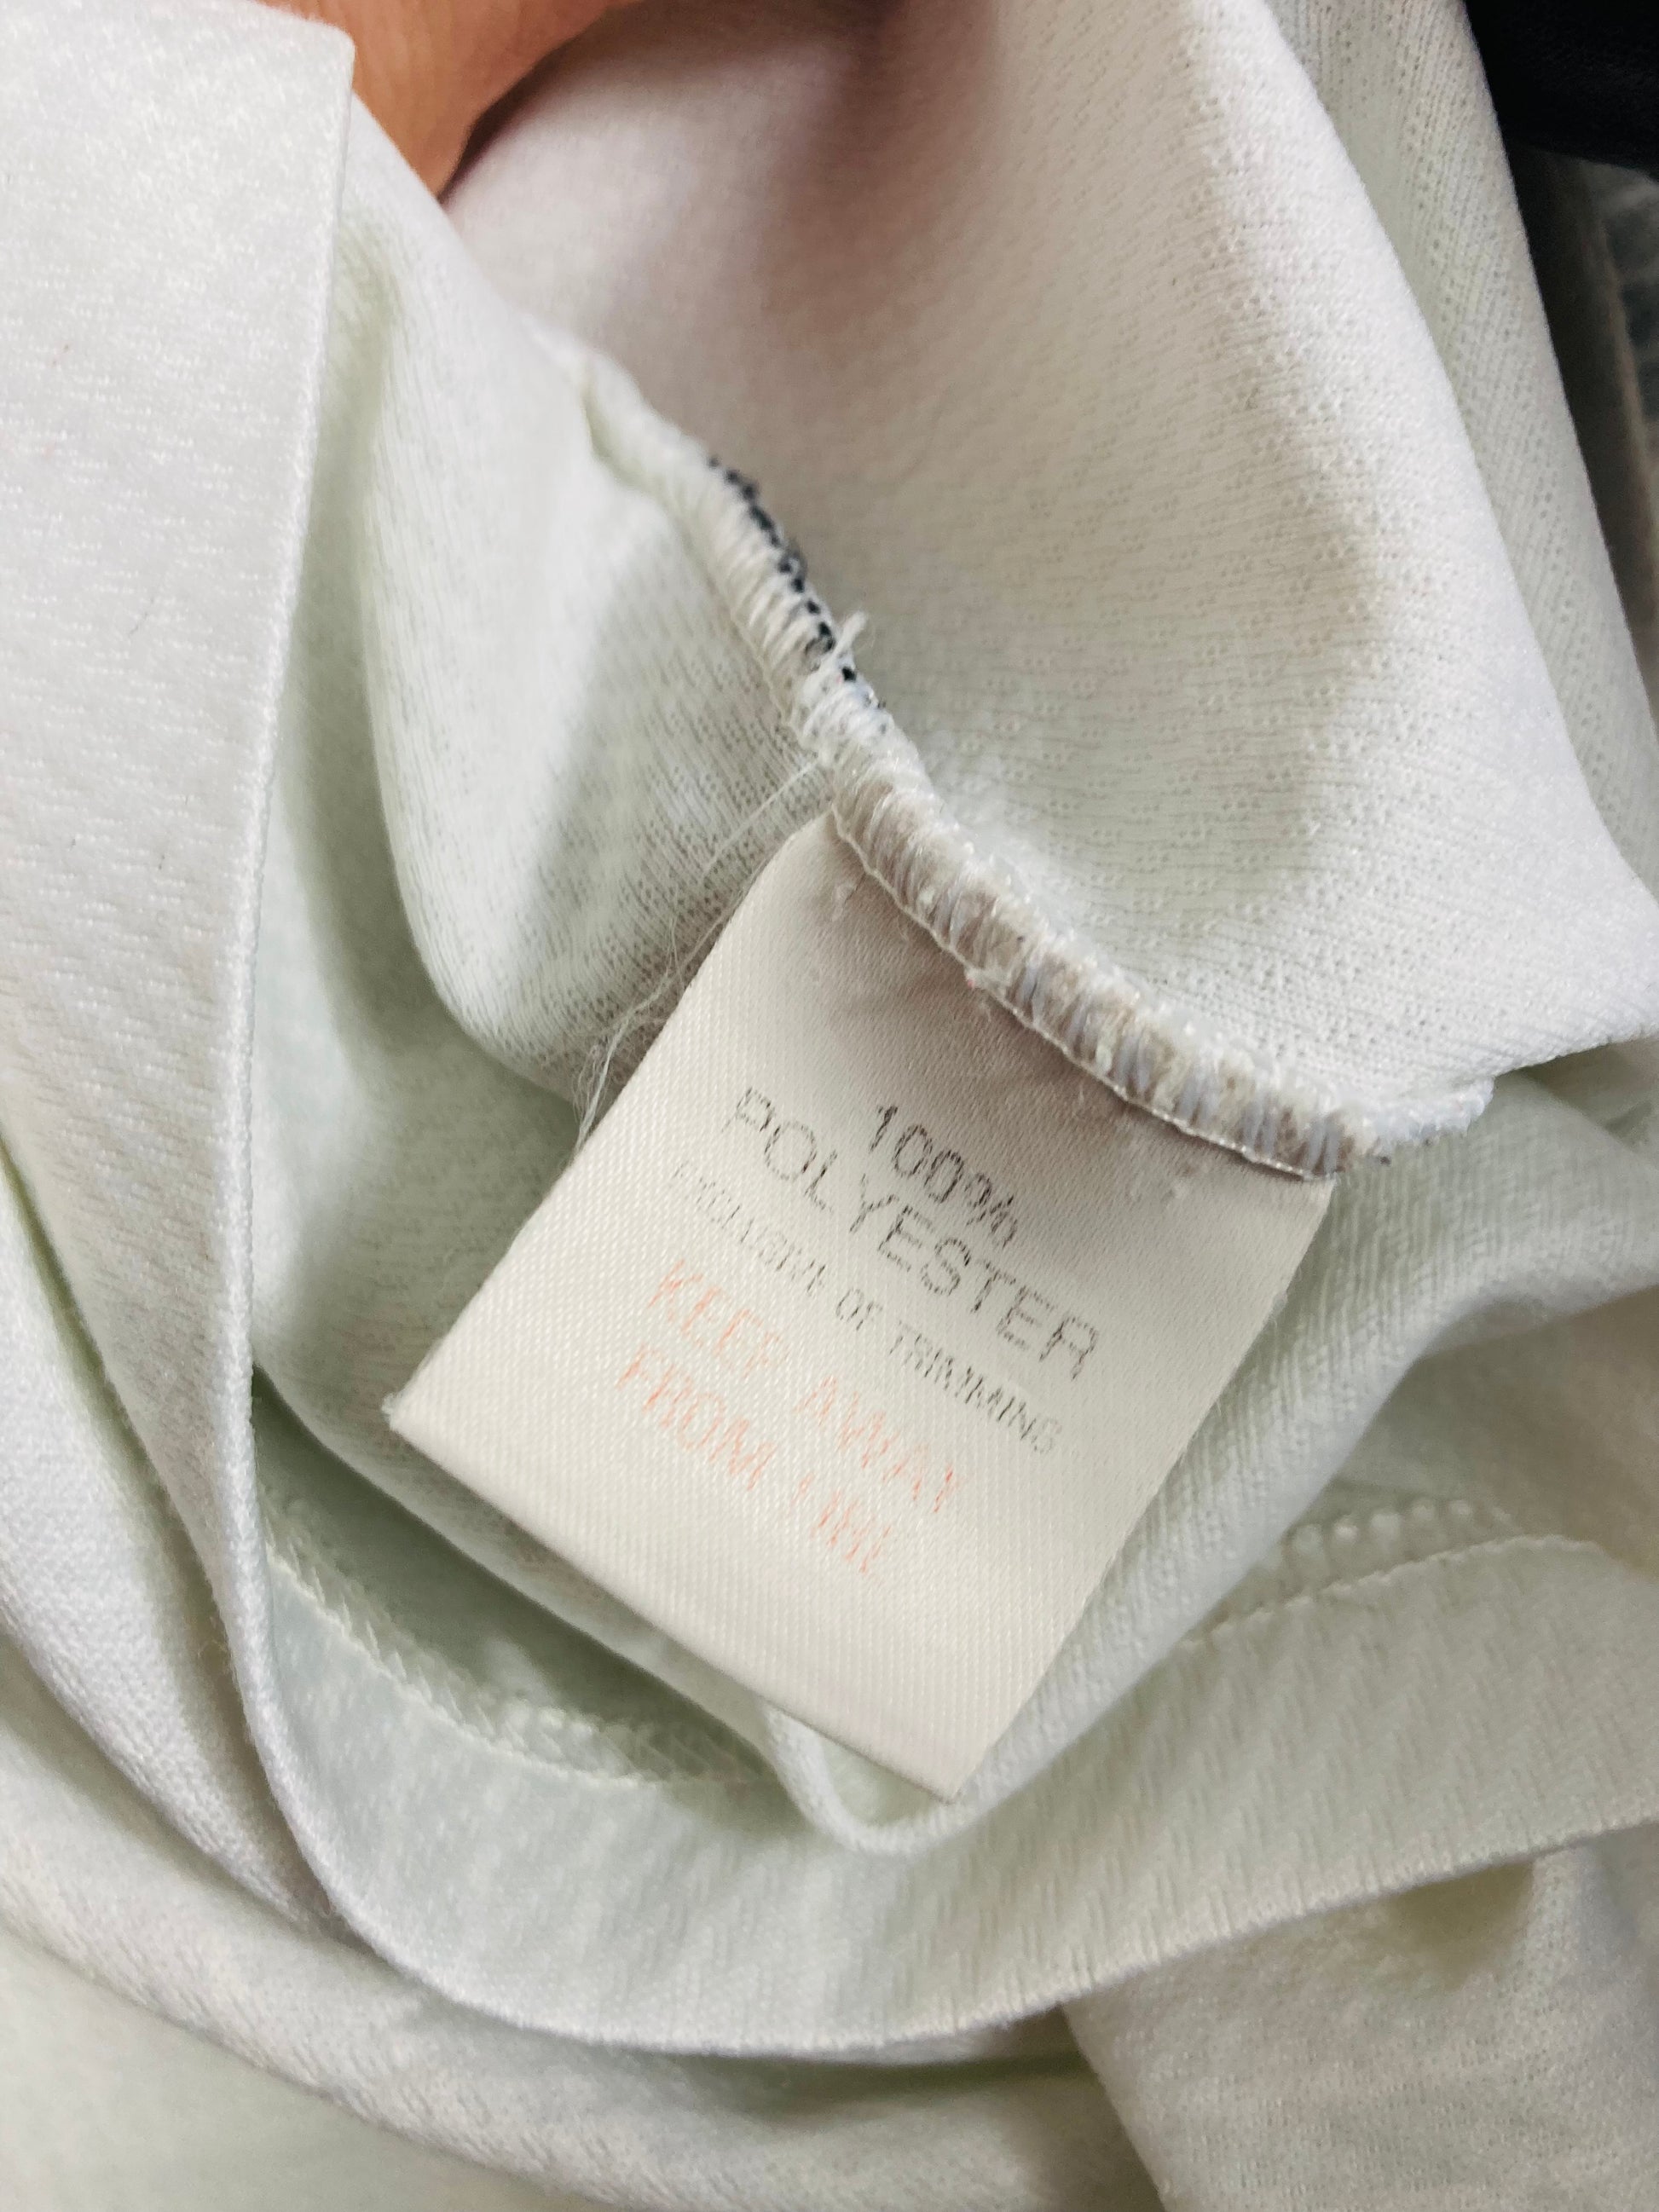 100%
POLYESTER
EXCLUSIVE OF TRIMMING
KEEP AWAY
FROM FIRE